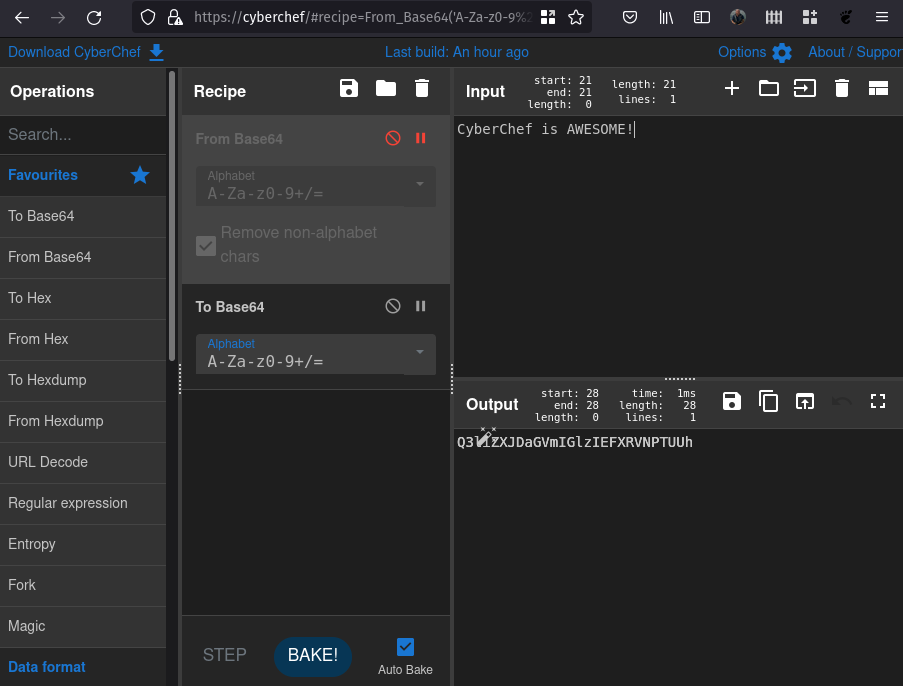 https://cyberchef/#recipe=From_Base64('A-Za-z0-9%2
Download CyberChef
Last build: An hour ago
Options
About / Suppor
Operations
Search...
Favourites
To Base64
From Base64
To Hex
From Hex
To Hexdump
From Hexdump
URL Decode
Regular expression
Entropy
Fork
Magic
Data format
Recipe
From Base64
Alphabet
A-Za-z0-9+/=
Remove non-alphabet
chars
To Base64
Alphabet
A-Za-z0-9+/=
STEP
BAKE!
Auto Bake
Input
start: 21
end: 21
length: 0
length: 21
lines: 1
CyberChef is AWESOME!
Output
start: 28
end: 28
length: 0
time: 1ms
length: 28
lines: 1
Q3liZXJDaGVmIGlzIEFXRVNPTUUh